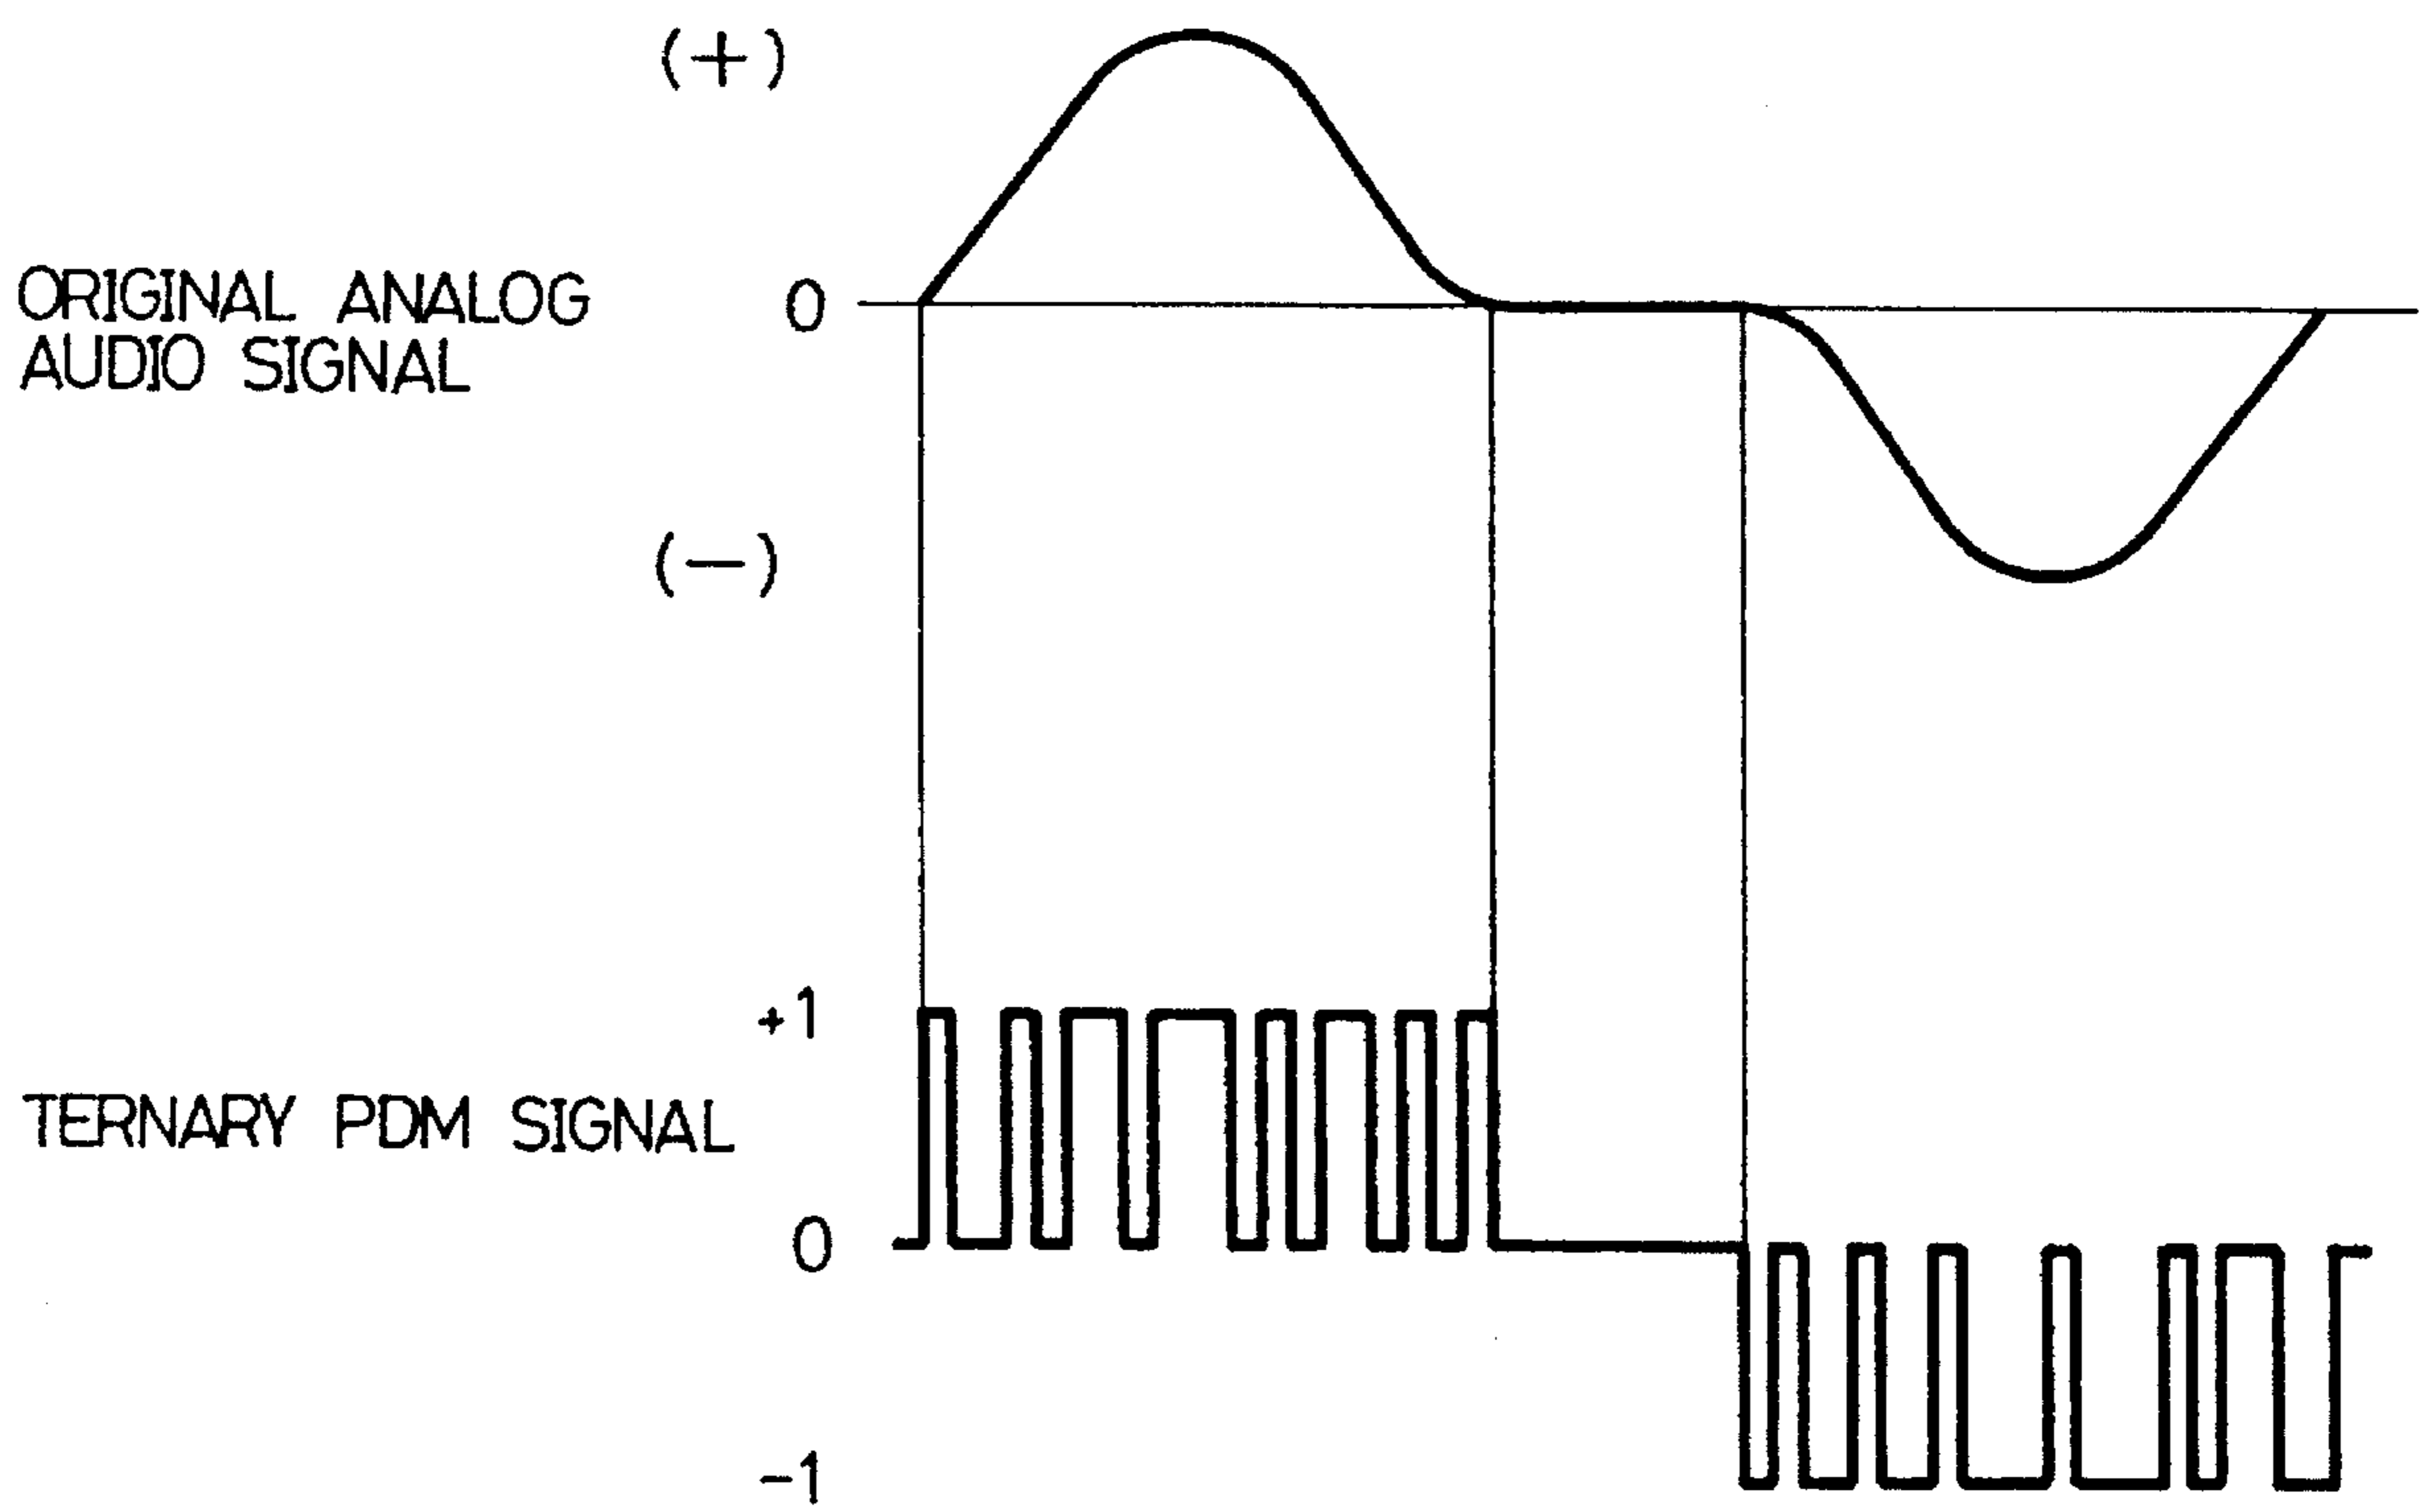 (+)
ORIGINAL ANALOG
AUDIO SIGNAL
0
(−)
+1
TERNARY PDM SIGNAL
0
−1